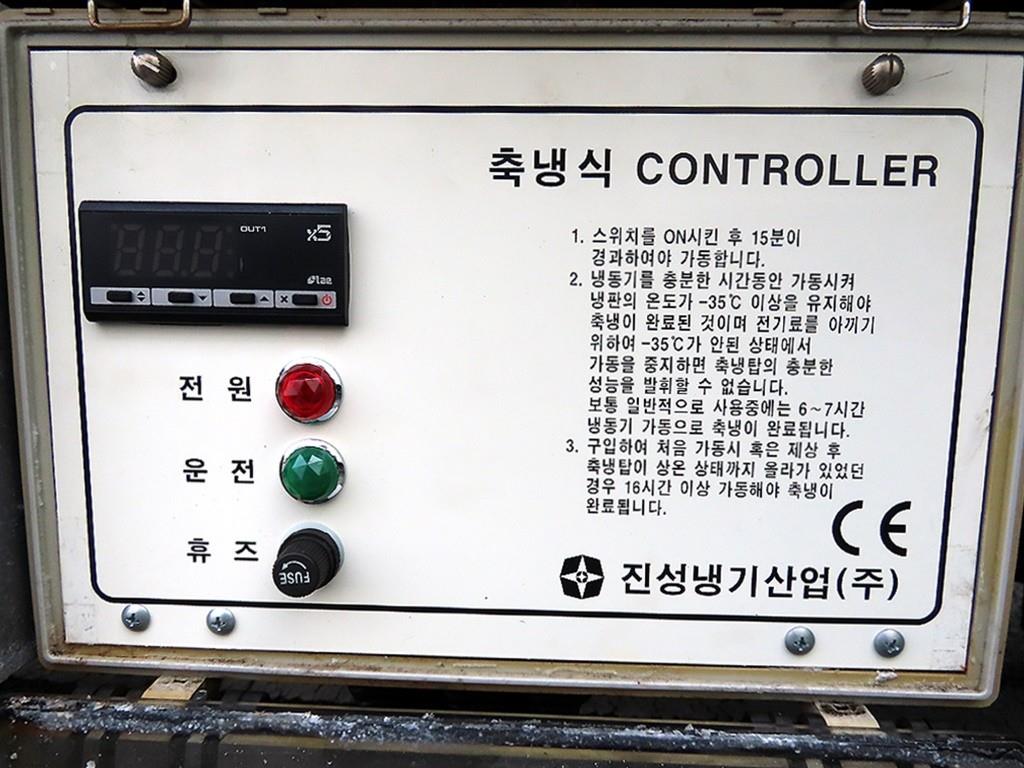 축냉식 CONTROLLER
OUT1
x5
lae
1. 스위치를 ON시킨 후 15분이
경과하여야 가동합니다.
2. 냉동기를 충분한 시간동안 가동시켜
냉판의 온도가 -35℃ 이상을 유지해야
축냉이 완료된 것이며 전기료를 아끼기
위하여 -35℃가 안된 상태에서
가동을 중지하면 축냉탑의 충분한
성능을 발휘할 수 없습니다.
보통 일반적으로 사용중에는 6~7시간
냉동기 가동으로 축냉이 완료됩니다.
3. 구입하여 처음 가동시 혹은 제상 후
축냉탑이 상온 상태까지 올라가 있었던
경우 16시간 이상 가동해야 축냉이
완료됩니다.
전 원
운 전
휴 즈
FUSE
CE
진성냉기산업(주)